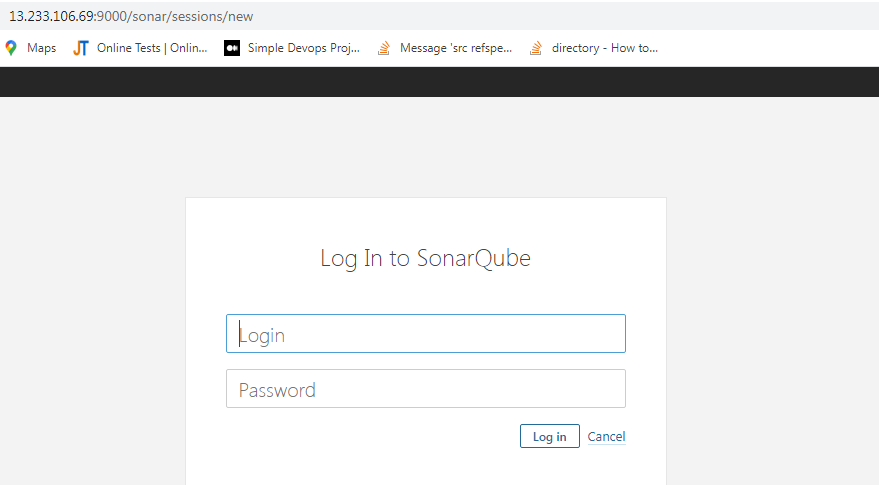 13.233.106.69:9000/sonar/sessions/new
Maps JT Online Tests | Onlin... Simple Devops Proj... Message 'src refspe... directory - How to...
Log In to SonarQube
Login
Password
Log in Cancel